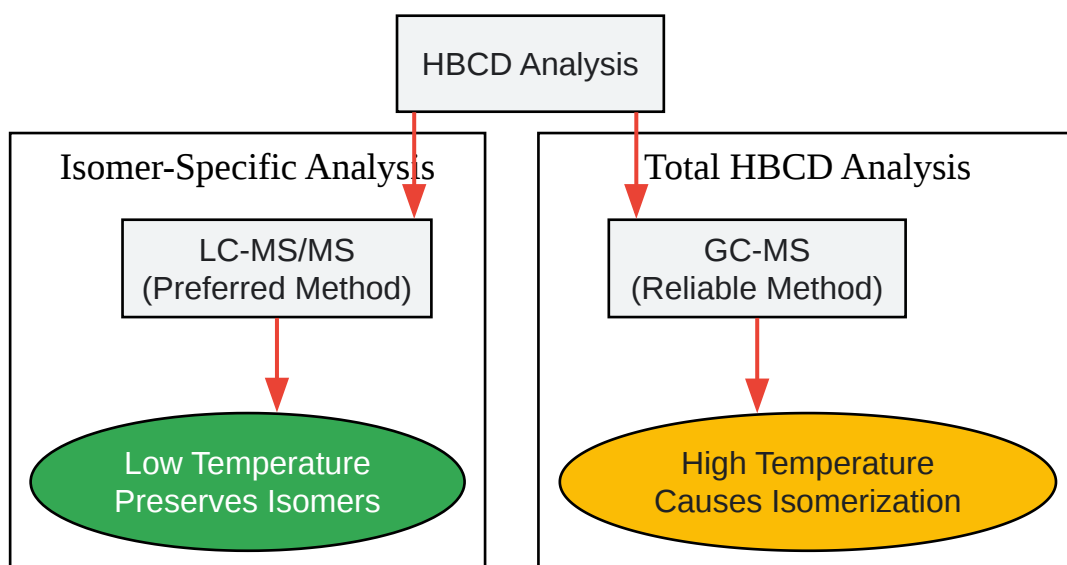 HBCD Analysis
Isomer-Specific Analysis
LC-MS/MS
(Preferred Method)
Low Temperature
Preserves Isomers
Total HBCD Analysis
GC-MS
(Reliable Method)
High Temperature
Causes Isomerization